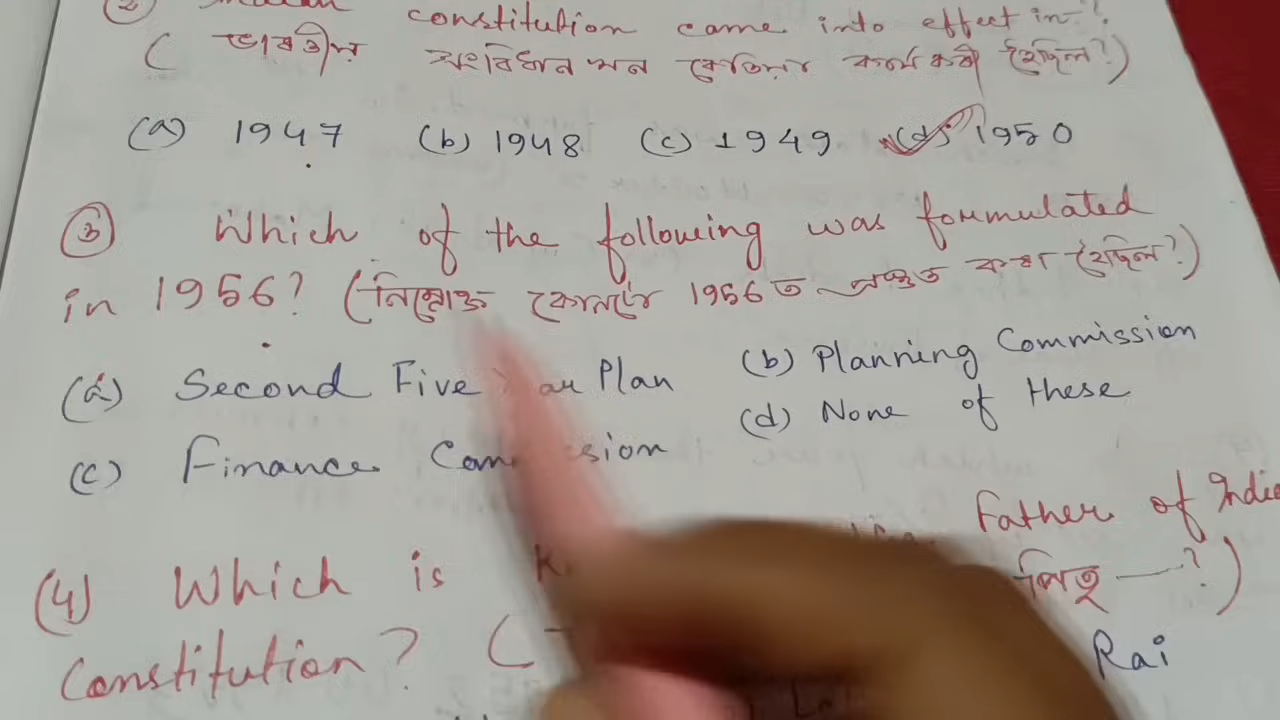 constitution came into effect in-?
( ভাৰতীয় সংবিধান খন কেতিয়া কাৰ্যকৰী হৈছিল?)
(a) 1947 (b) 1948 (c) 1949 (d) 1950
③ Which of the following was formulated
in 1956? (নিম্নোক্ত কোনটো 1956 ত প্ৰস্তুত কৰা হৈছিল?)
(a) Second Five Plan (b) Planning Commission
(c) Finance (d) None of these
(4) Which is Father of
Constitution? ( পিতৃ —?)
Rai